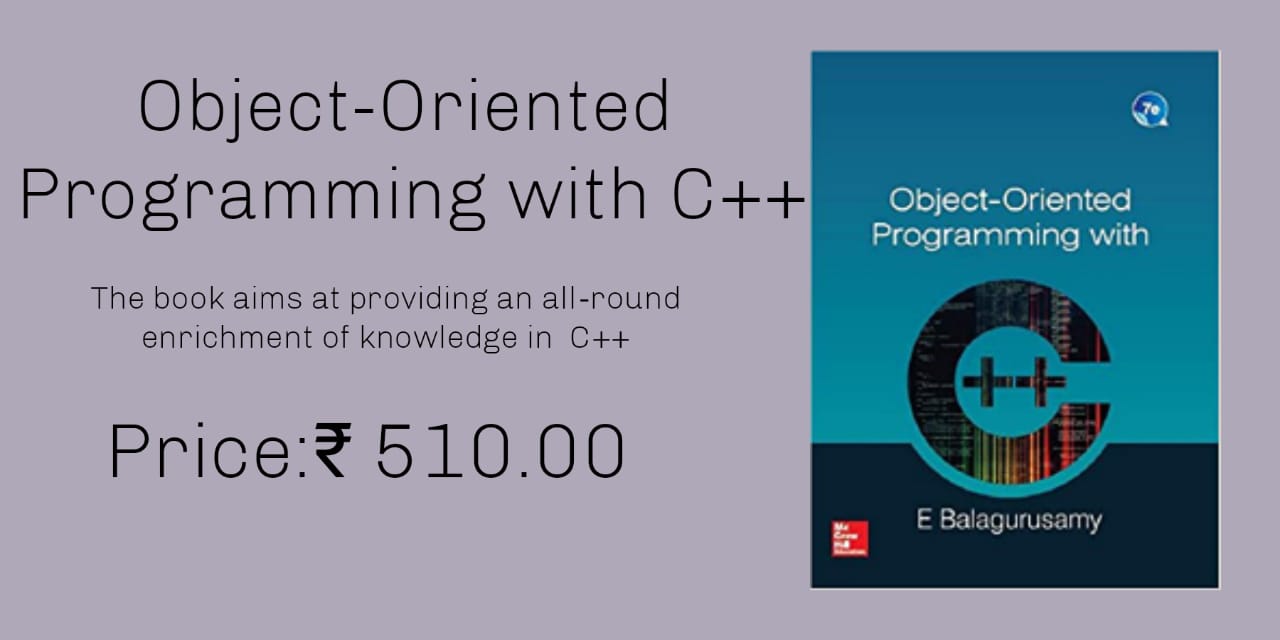 Object-Oriented
Programming with C++
The book aims at providing an all-round
enrichment of knowledge in C++
Price:₹ 510.00
7e
Object-Oriented
Programming with
C++
E Balagurusamy
Mc
Graw
Hill
Education